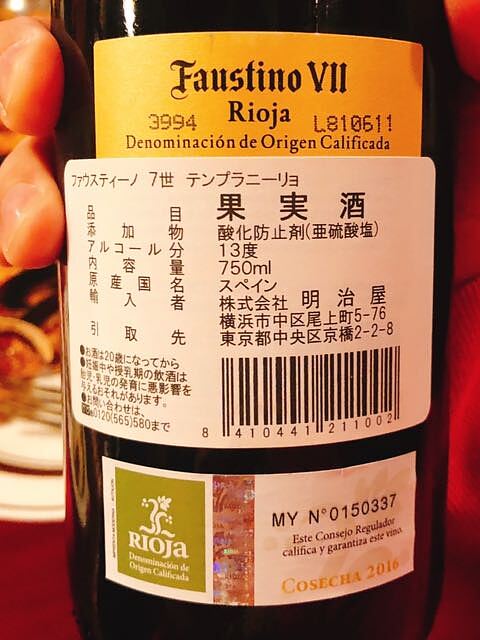 Faustino VII
Rioja
3994 L810611
Denominación de Origen Calificada
ファウスティーノ 7世 テンプラニーリョ
品目 果実酒
添加物 酸化防止剤(亜硫酸塩)
アルコール分 13度
内容量 750ml
原産国名 スペイン
輸入者 株式会社 明治屋
横浜市中区尾上町5-76
引取先 東京都中央区京橋2-2-8
●お酒は20歳になってから
●妊娠中や授乳期の飲酒は
胎児・乳児の発育に悪影響を
与えるおそれがあります。
●お問い合わせは、
0120(565)580まで
8 410441 211002
RIOJa
Denominación de
Origen Calificada
MY N°0150337
Este Consejo Regulador
califica y garantiza este vino.
COSECHA 2016